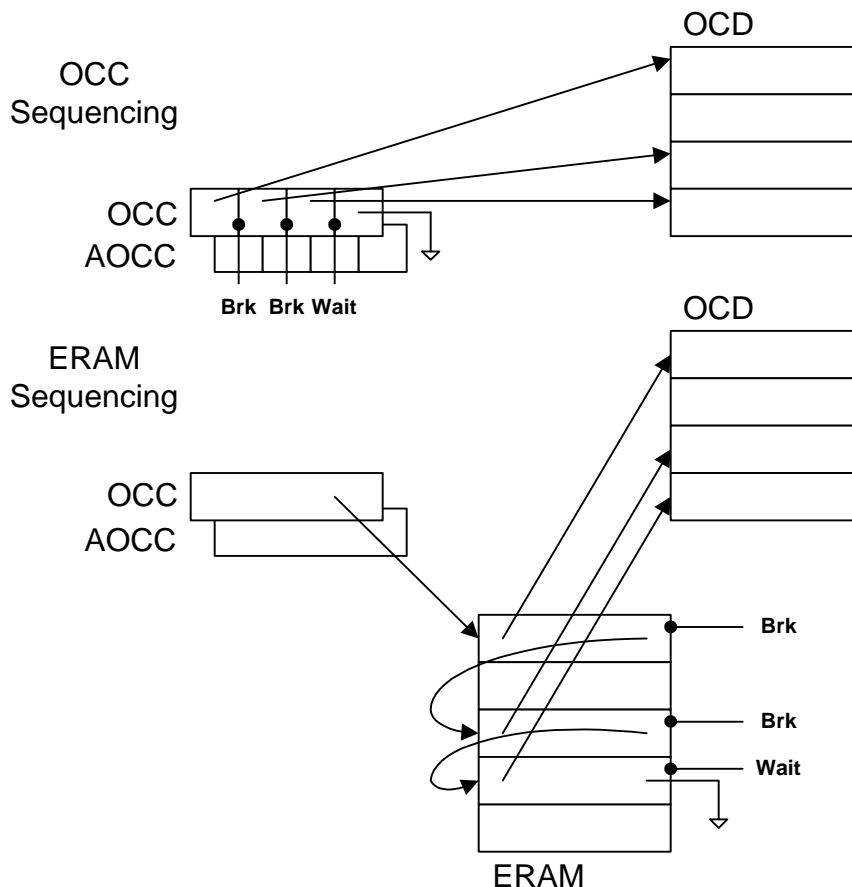 OCD
OCC
Sequencing
OCC
AOCC
Brk Brk Wait
OCD
ERAM
Sequencing
OCC
AOCC
Brk
Brk
Wait
ERAM